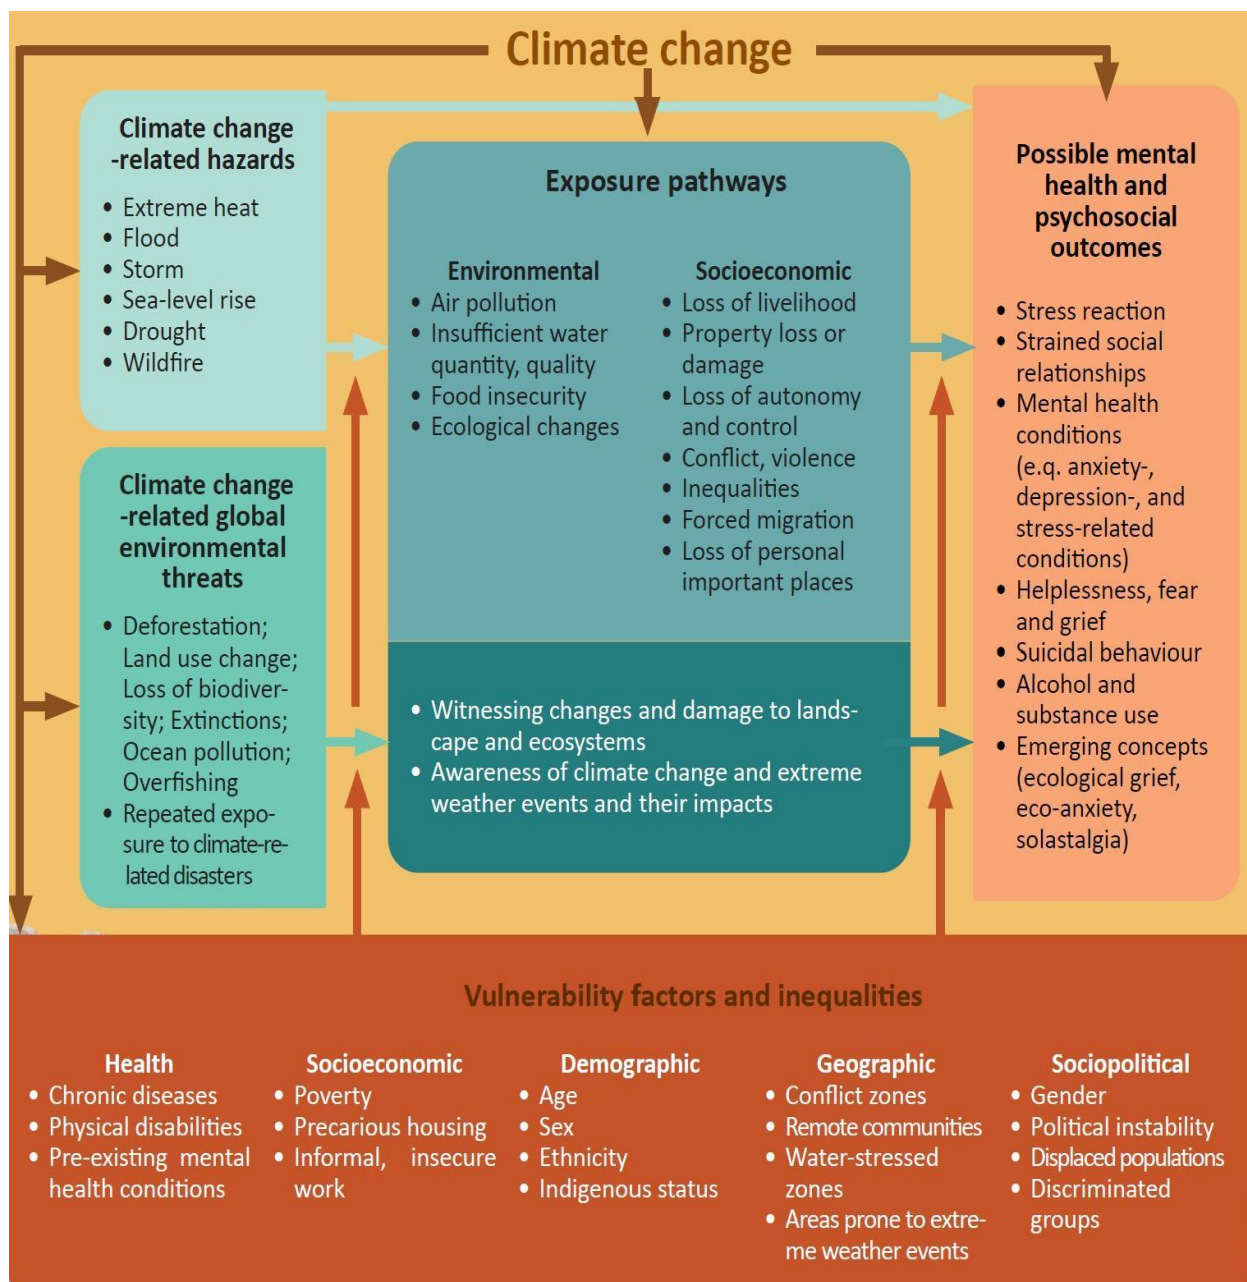 Climate change
Climate change
-related hazards
• Extreme heat
• Flood
• Storm
• Sea-level rise
• Drought
• Wildfire
Climate change
-related global
environmental
threats
• Deforestation;
Land use change;
Loss of biodiver-
sity; Extinctions;
Ocean pollution;
Overfishing
• Repeated expo-
sure to climate-re-
lated disasters
Exposure pathways
Environmental
• Air pollution
• Insufficient water
quantity, quality
• Food insecurity
• Ecological changes
Socioeconomic
• Loss of livelihood
• Property loss or
damage
• Loss of autonomy
and control
• Conflict, violence
• Inequalities
• Forced migration
• Loss of personal
important places
• Witnessing changes and damage to lands-
cape and ecosystems
• Awareness of climate change and extreme
weather events and their impacts
Possible mental
health and
psychosocial
outcomes
• Stress reaction
• Strained social
relationships
• Mental health
conditions
(e.q. anxiety-,
depression-, and
stress-related
conditions)
• Helplessness, fear
and grief
• Suicidal behaviour
• Alcohol and
substance use
• Emerging concepts
(ecological grief,
eco-anxiety,
solastalgia)
Vulnerability factors and inequalities
Health
• Chronic diseases
• Physical disabilities
• Pre-existing mental
health conditions
Socioeconomic
• Poverty
• Precarious housing
• Informal, insecure
work
Demographic
• Age
• Sex
• Ethnicity
• Indigenous status
Geographic
• Conflict zones
• Remote communities
• Water-stressed
zones
• Areas prone to extre-
me weather events
Sociopolitical
• Gender
• Political instability
• Displaced populations
• Discriminated
groups